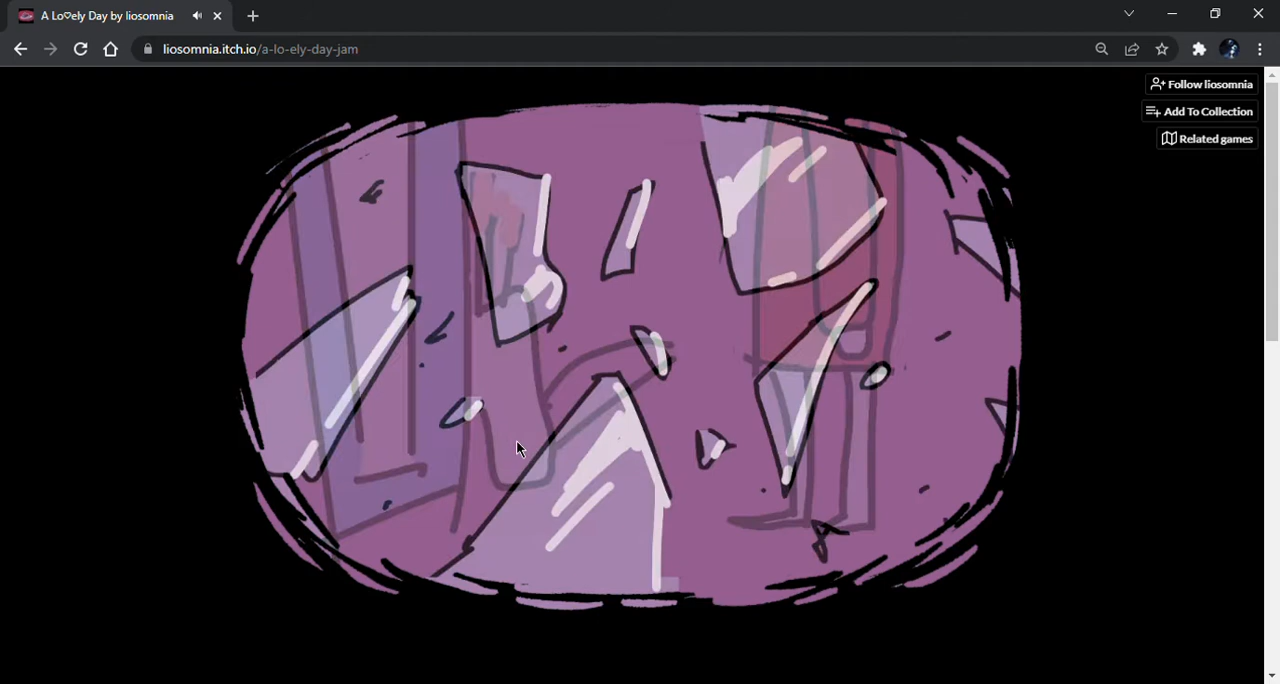 A Lo♡ely Day by liosomnia
liosomnia.itch.io/a-lo-ely-day-jam
Follow liosomnia
Add To Collection
Related games